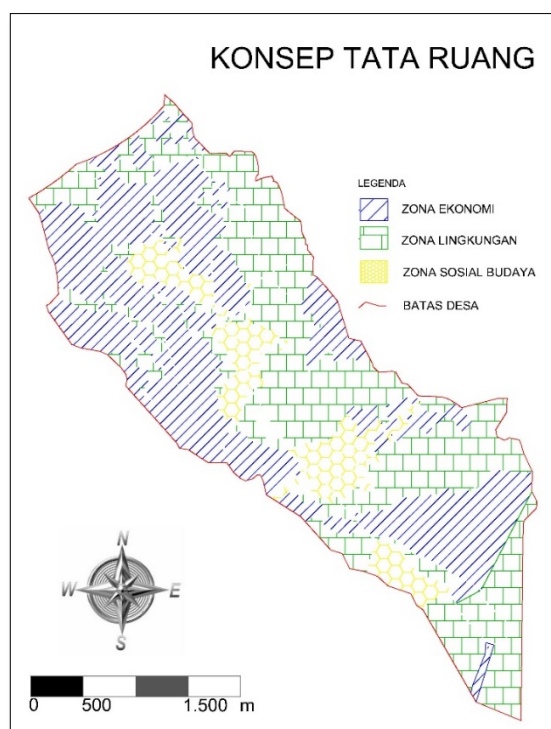 KONSEP TATA RUANG
LEGENDA
ZONA EKONOMI
ZONA LINGKUNGAN
ZONA SOSIAL BUDAYA
BATAS DESA
N
W E
S
0 500 1.500 m